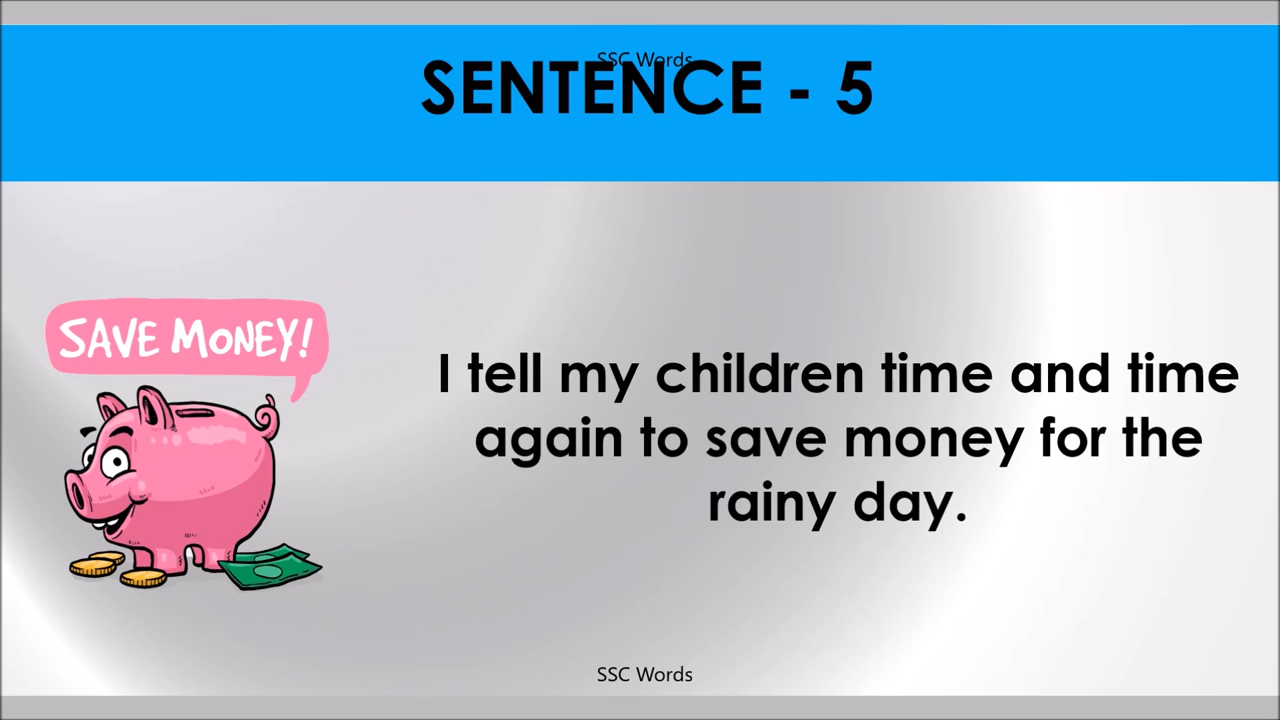 SSC Words
SENTENCE - 5
SAVE MONEY!
I tell my children time and time
again to save money for the
rainy day.
SSC Words